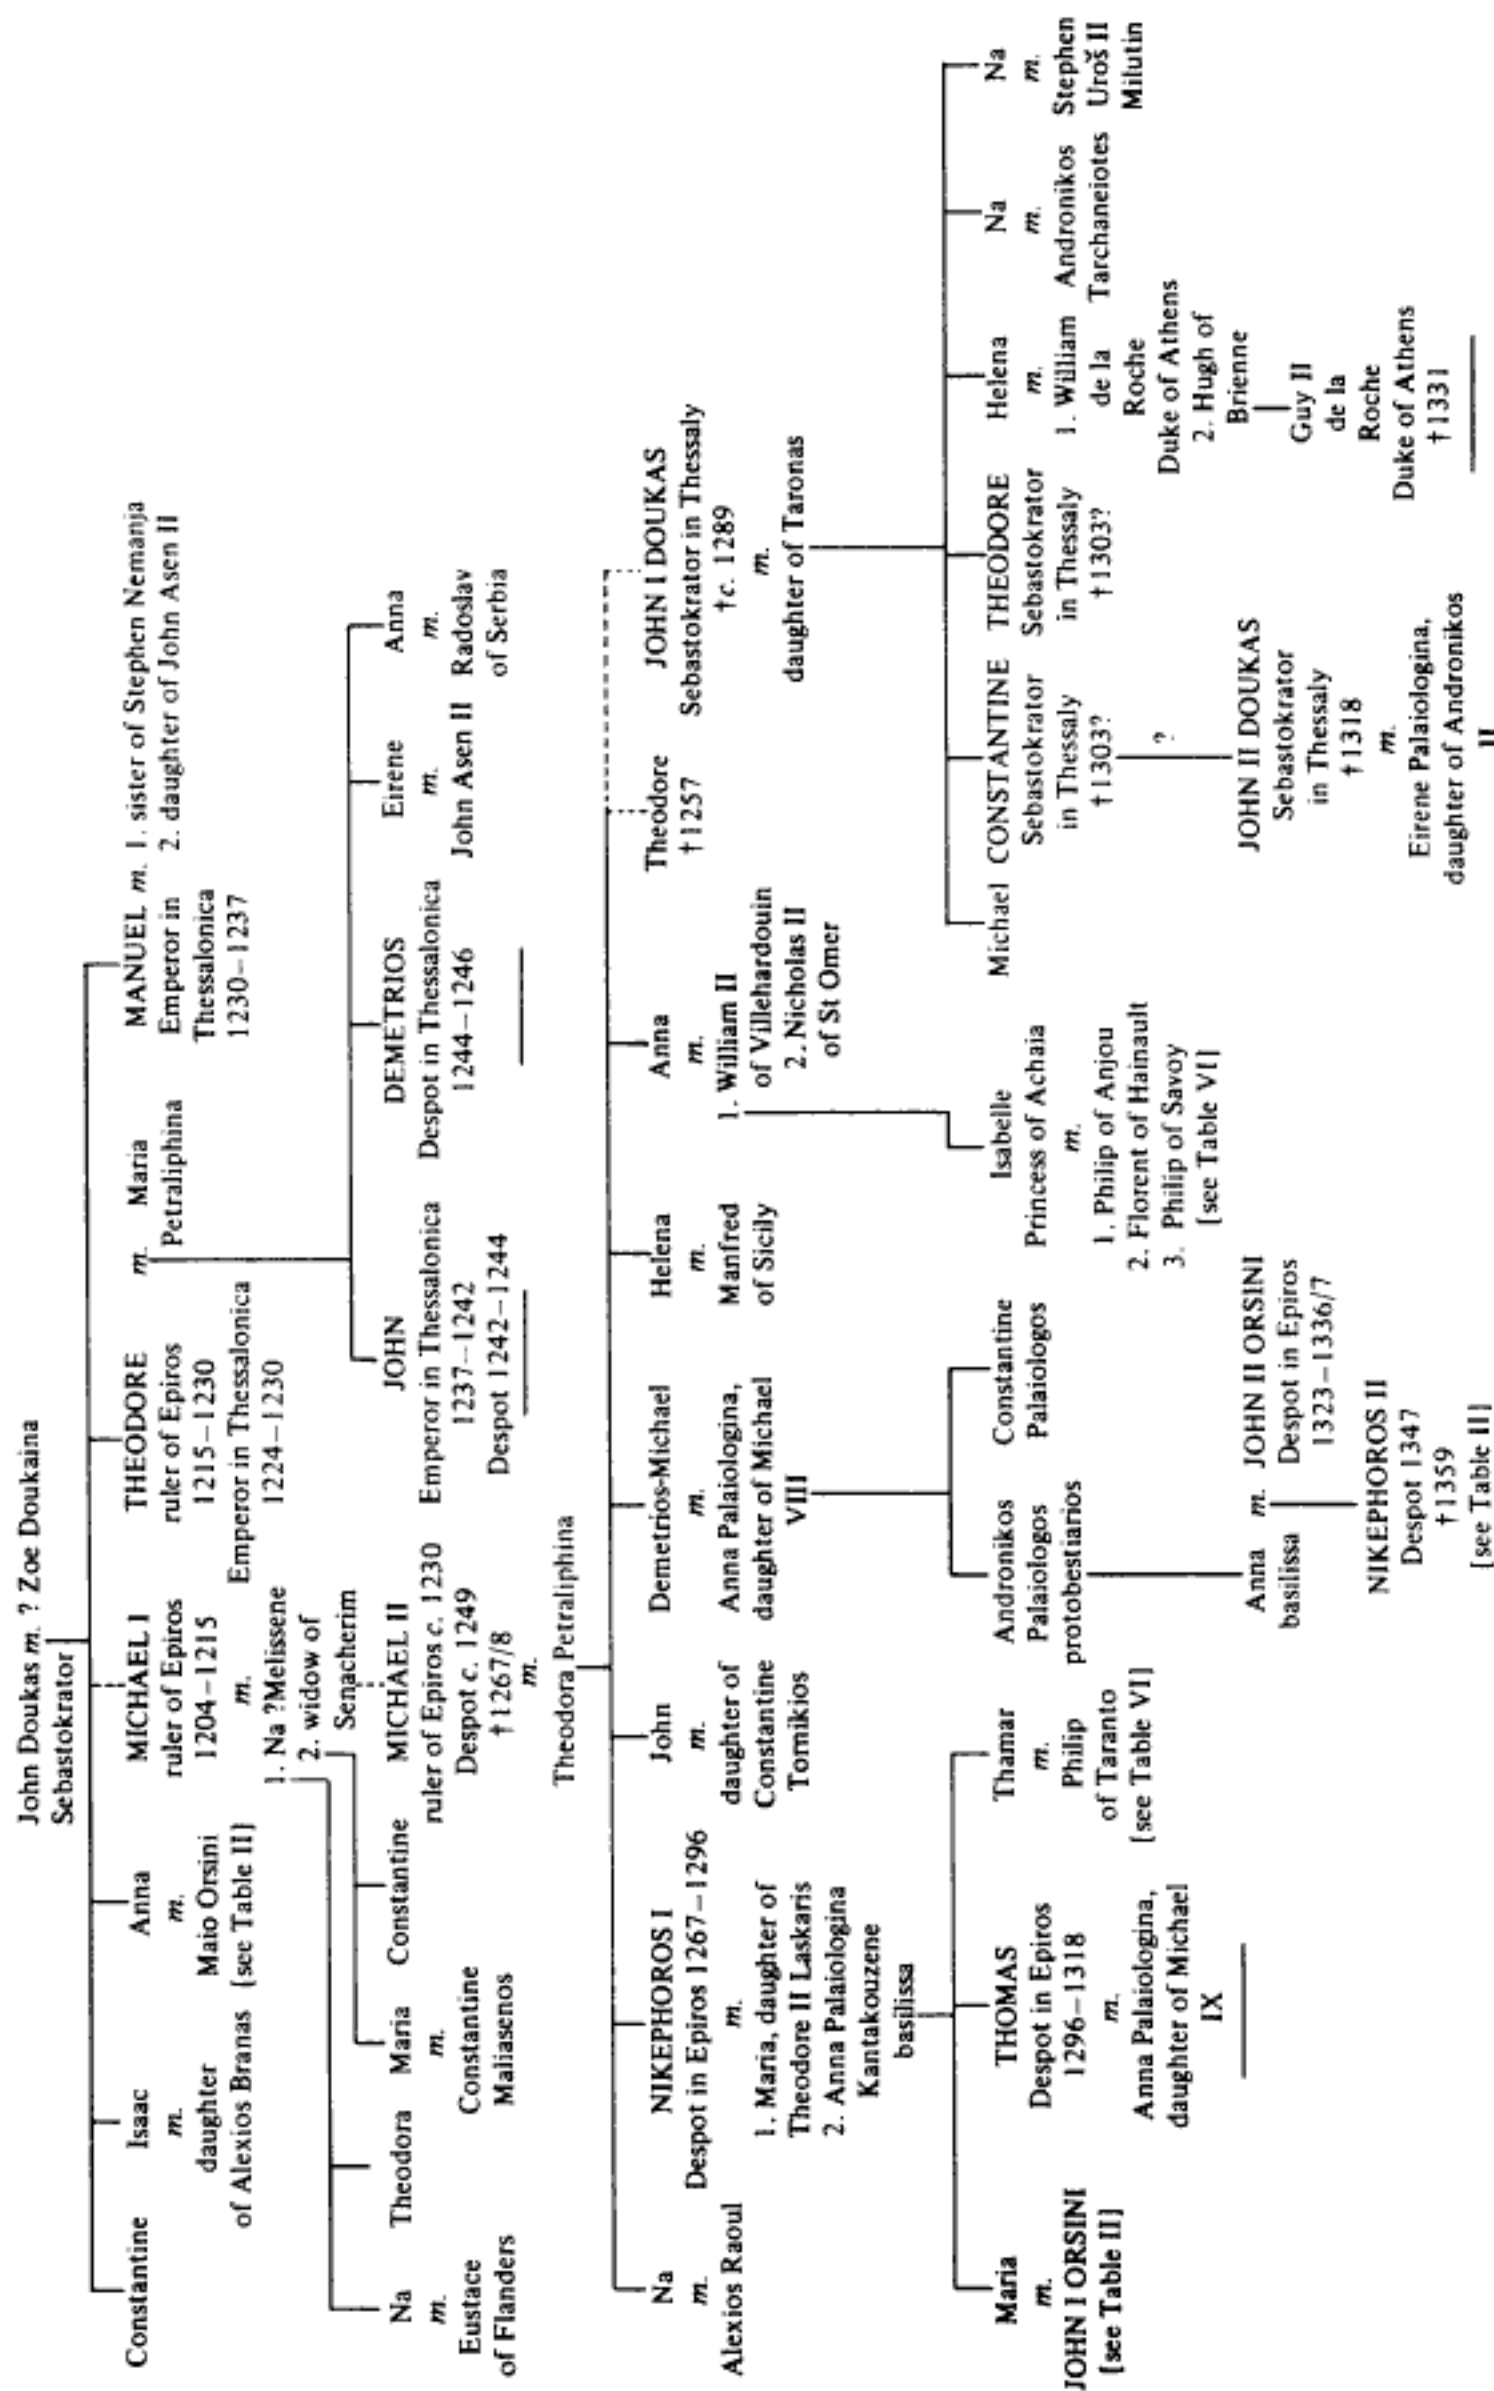 John Doukas m. ? Zoe Doukaina
Sebastokrator
Constantine
Isaac
m.
daughter
of Alexios Branas
Anna
m.
Maio Orsini
[see Table II]
MICHAEL I
ruler of Epiros
1204–1215
m.
1. Na ?Melissene
2. widow of
Senacherim
THEODORE
ruler of Epiros
1215–1230
Emperor in Thessalonica
1224–1230
m.
Maria
Petraliphina
MANUEL m. 1. sister of Stephen Nemanja
Emperor in 2. daughter of John Asen II
Thessalonica
1230–1237
Na
m.
Eustace
of Flanders
Theodora
Maria
m.
Constantine
Maliasenos
Constantine
MICHAEL II
ruler of Epiros c. 1230
Despot c. 1249
†1267/8
m.
Theodora Petraliphina
JOHN
Emperor in Thessalonica
1237–1242
Despot 1242–1244
DEMETRIOS
Despot in Thessalonica
1244–1246
Eirene
m.
John Asen II
Anna
m.
Radoslav
of Serbia
Na
m.
Alexios Raoul
NIKEPHOROS I
Despot in Epiros 1267–1296
m.
1. Maria, daughter of
Theodore II Laskaris
2. Anna Palaiologina
Kantakouzene
basilissa
John
m.
daughter of
Constantine
Tornikios
Demetrios-Michael
m.
Anna Palaiologina,
daughter of Michael
VIII
Helena
m.
Manfred
of Sicily
Anna
m.
1. William II
of Villehardouin
2. Nicholas II
of St Omer
Theodore
†1257
JOHN I DOUKAS
Sebastokrator in Thessaly
†c. 1289
m.
daughter of Taronas
Maria
m.
JOHN I ORSINI
[see Table II]
THOMAS
Despot in Epiros
1296–1318
m.
Anna Palaiologina,
daughter of Michael
IX
Thamar
m.
Philip
of Taranto
[see Table VI]
Andronikos
Palaiologos
protobestiarios
Constantine
Palaiologos
Anna m. JOHN II ORSINI
basilissa Despot in Epiros
1323–1336/7
NIKEPHOROS II
Despot 1347
†1359
[see Table II]
Isabelle
Princess of Achaia
m.
1. Philip of Anjou
2. Florent of Hainault
3. Philip of Savoy
[see Table VI]
Michael
CONSTANTINE
Sebastokrator
in Thessaly
†1303?
?
JOHN II DOUKAS
Sebastokrator
in Thessaly
†1318
m.
Eirene Palaiologina,
daughter of Andronikos
II
THEODORE
Sebastokrator
in Thessaly
†1303?
Helena
m.
1. William
de la
Roche
Duke of Athens
2. Hugh of
Brienne
Guy II
de la
Roche
Duke of Athens
†1331
Na
m.
Andronikos
Tarchaneiotes
Na
m.
Stephen
Uroš II
Milutin